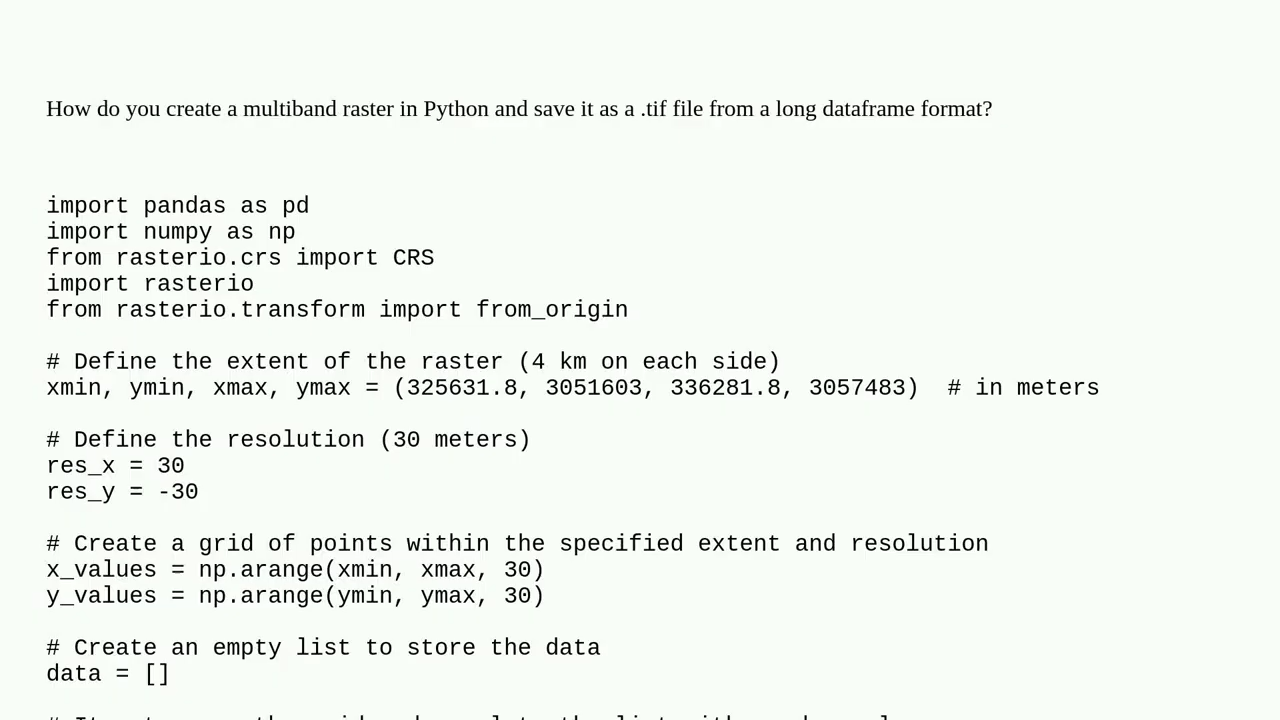 How do you create a multiband raster in Python and save it as a .tif file from a long dataframe format?
import pandas as pd
import numpy as np
from rasterio.crs import CRS
import rasterio
from rasterio.transform import from_origin
# Define the extent of the raster (4 km on each side)
xmin, ymin, xmax, ymax = (325631.8, 3051603, 336281.8, 3057483)  # in meters
# Define the resolution (30 meters)
res_x = 30
res_y = -30
# Create a grid of points within the specified extent and resolution
x_values = np.arange(xmin, xmax, 30)
y_values = np.arange(ymin, ymax, 30)
# Create an empty list to store the data
data = []